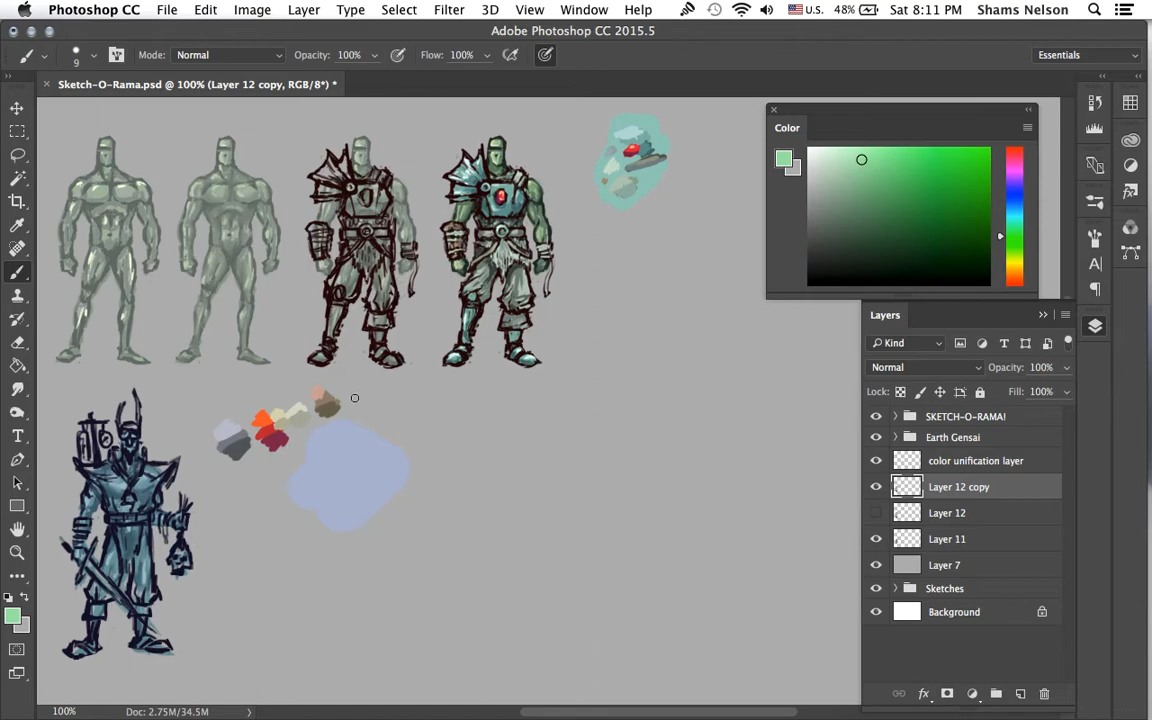 Photoshop CC File Edit Image Layer Type Select Filter 3D View Window Help U.S. 48% Sat 8:11 PM Shams Nelson
Adobe Photoshop CC 2015.5
9 Mode: Normal Opacity: 100% Flow: 100% Essentials
Sketch-O-Rama.psd @ 100% (Layer 12 copy, RGB/8*) *
Color
Layers
Kind
Normal Opacity: 100%
Lock: Fill: 100%
SKETCH-O-RAMA!
Earth Gensai
color unification layer
Layer 12 copy
Layer 12
Layer 11
Layer 7
Sketches
Background
fx
100% Doc: 2.75M/34.5M